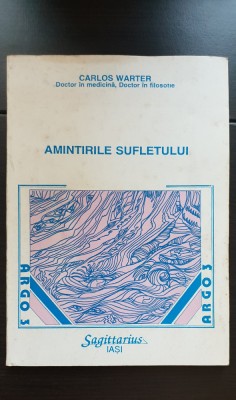 CARLOS WARTER
Doctor în medicină, Doctor în filosofie
AMINTIRILE SUFLETULUI
ARGOS
ARGOS
Sagittarius
IAȘI